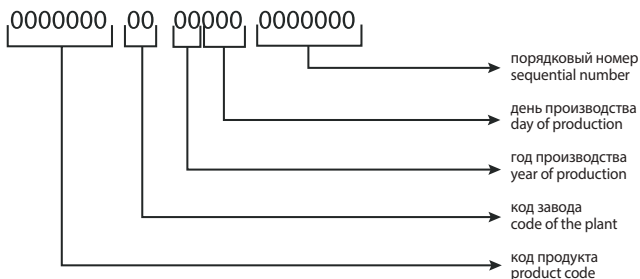 0000000 00 00000 0000000
порядковый номер
sequential number
день производства
day of production
год производства
year of production
код завода
code of the plant
код продукта
product code